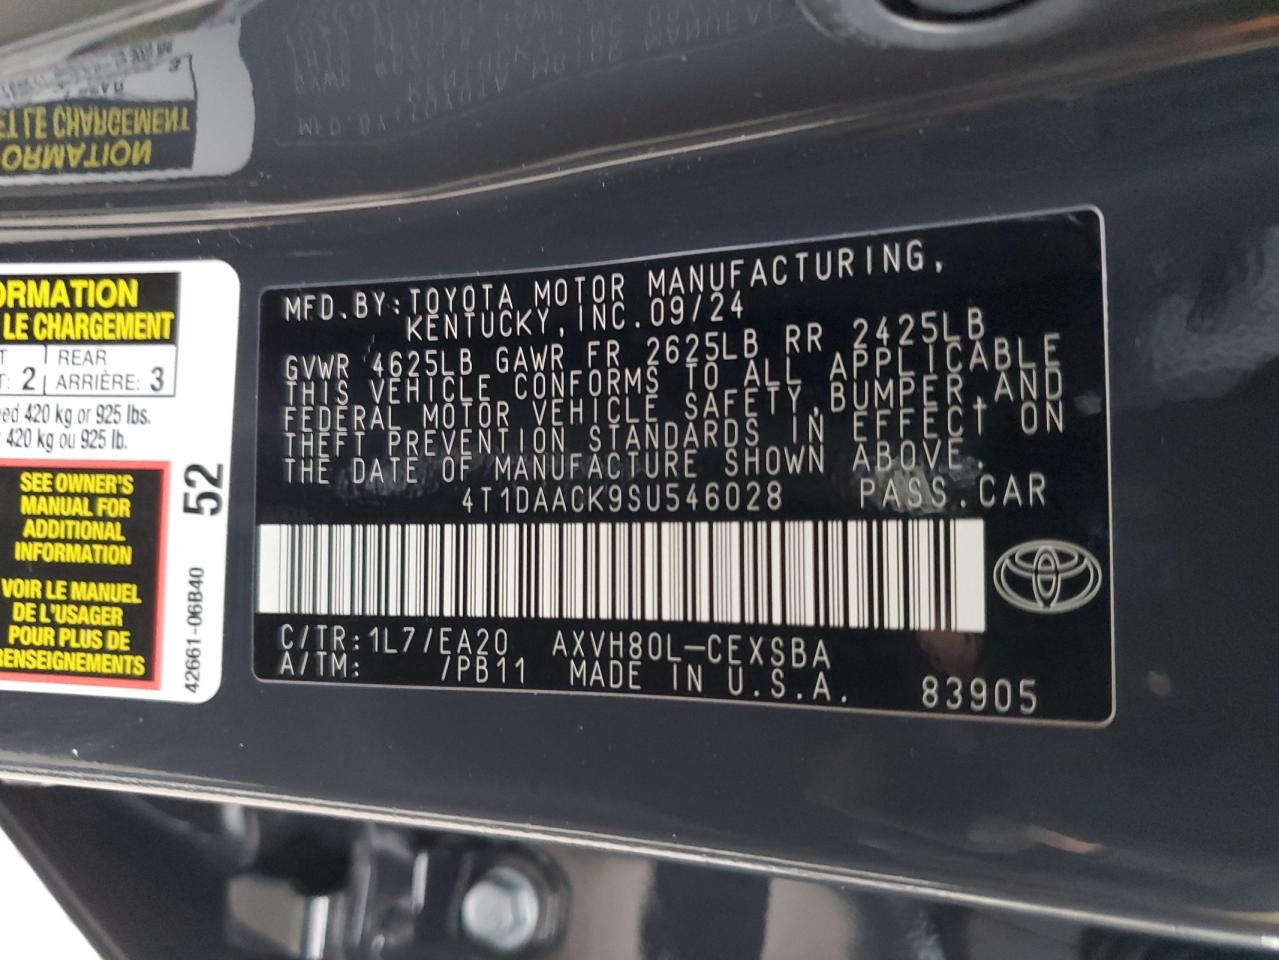 MFD.BY:TOYOTA MOTOR MANUFACTURING,
KENTUCKY,INC.09/24
GVWR 4625LB GAWR FR 2625LB RR 2425LB
THIS VEHICLE CONFORMS TO ALL APPLICABLE
FEDERAL MOTOR VEHICLE SAFETY,BUMPER,AND
THEFT PREVENTION STANDARDS IN EFFECT ON
THE DATE OF MANUFACTURE SHOWN ABOVE.
4T1DAACK9SU546028 PASS.CAR
C/TR:1L7/EA20 AXVH80L-CEXSBA
A/TM: /PB11 MADE IN U.S.A. 83905
ORMATION
LE CHARGEMENT
T REAR
: 2 ARRIÈRE: 3
eed 420 kg or 925 lbs.
420 kg ou 925 lb.
SEE OWNER'S
MANUAL FOR
ADDITIONAL
INFORMATION
VOIR LE MANUEL
DE L'USAGER
POUR PLUS DE
RENSEIGNEMENTS
52
42661-06B40
ET LE CHARGEMENT
ORMATION